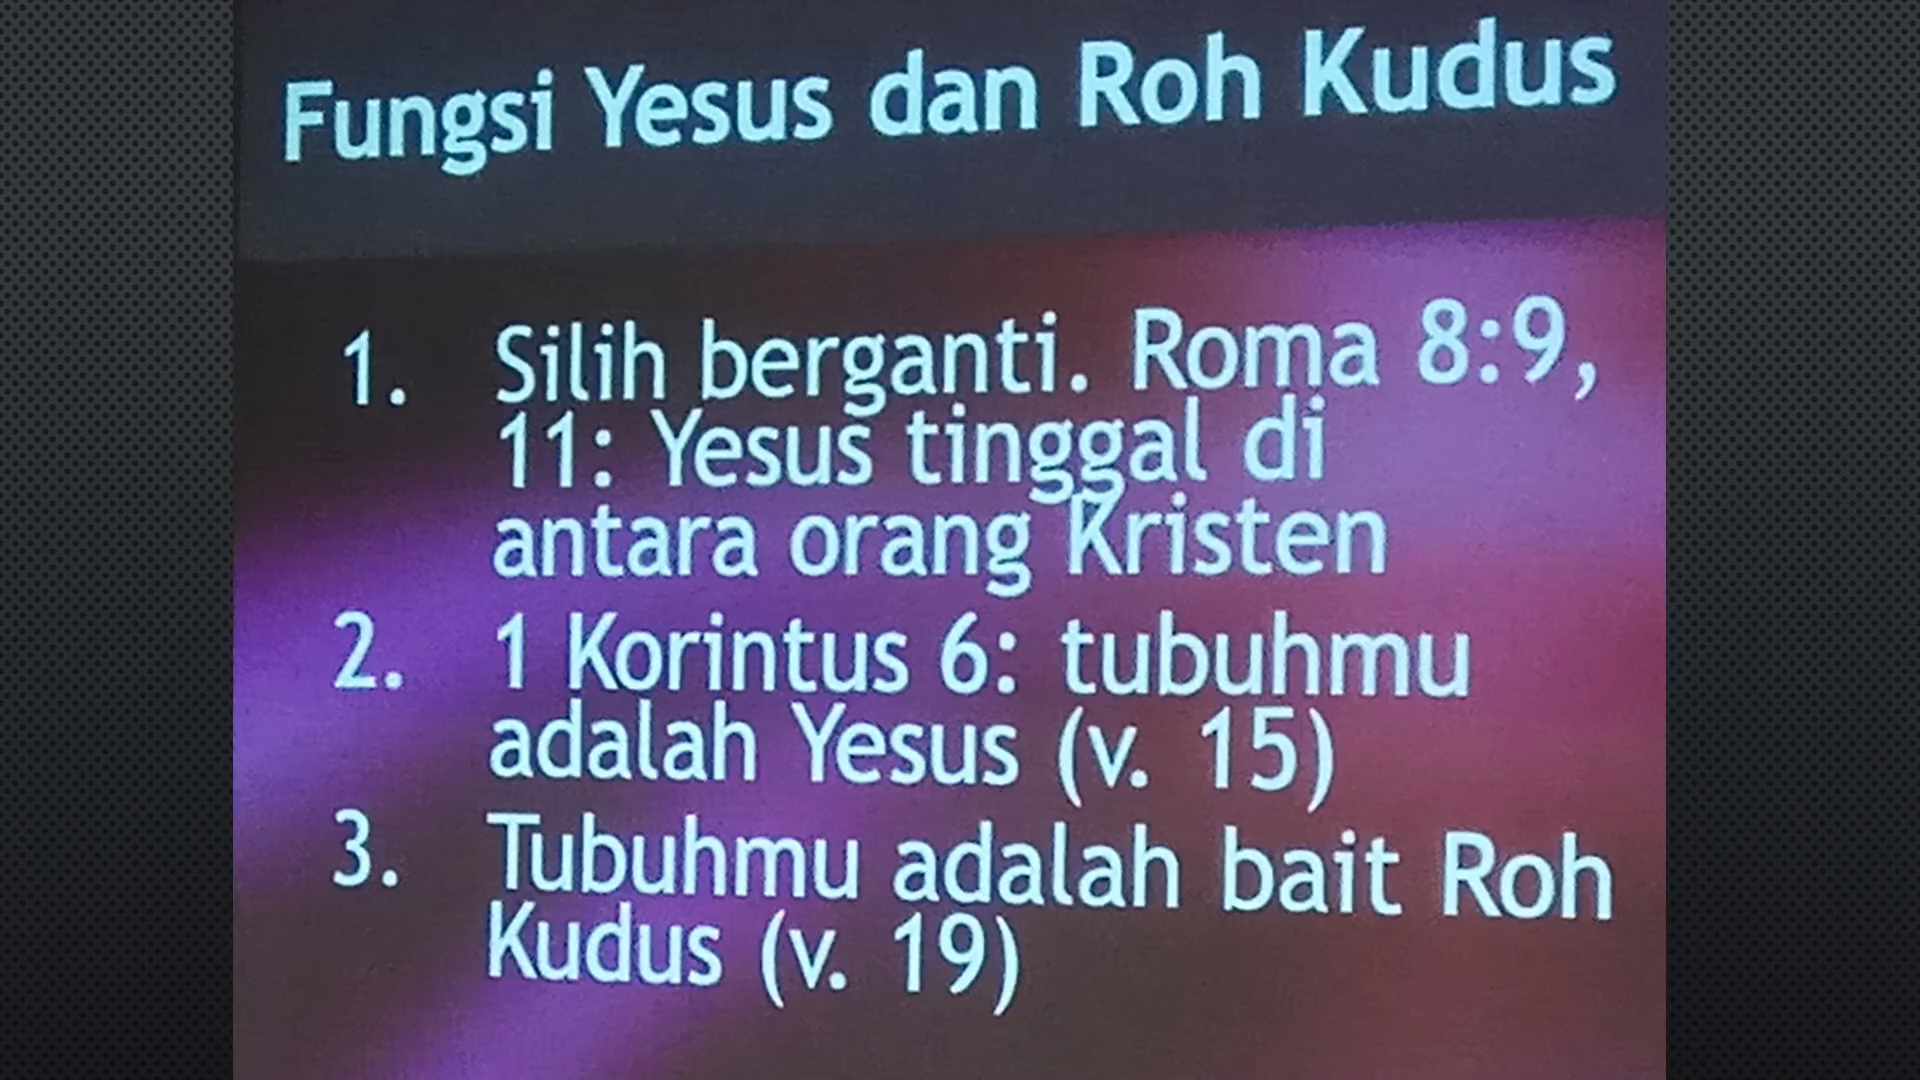 Fungsi Yesus dan Roh Kudus
1. Silih berganti. Roma 8:9,
11: Yesus tinggal di
antara orang Kristen
2. 1 Korintus 6: tubuhmu
adalah Yesus (v. 15)
3. Tubuhmu adalah bait Roh
Kudus (v. 19)